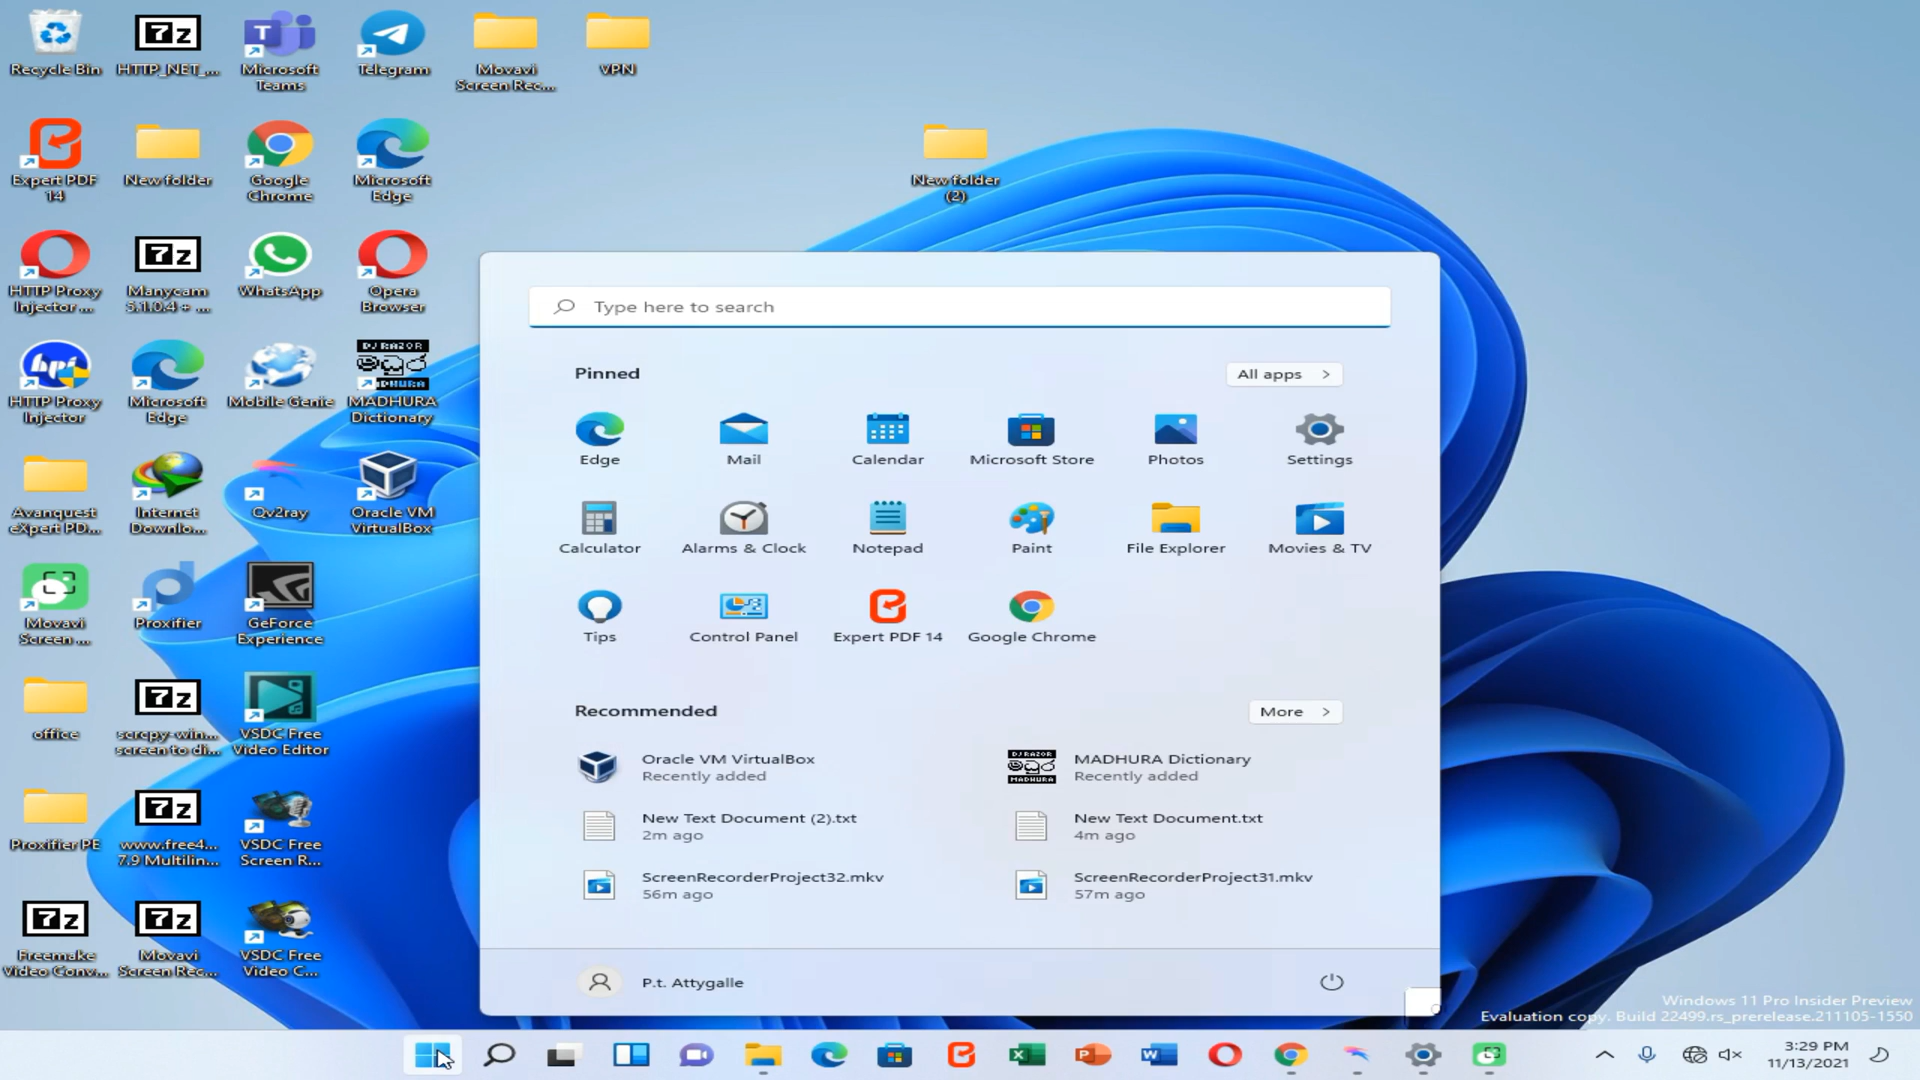 Recycle Bin
HTTP_NET_...
Microsoft
Teams
Telegram
Movavi
Screen Rec...
VPN
Expert PDF
14
New folder
Google
Chrome
Microsoft
Edge
New folder
(2)
HTTP Proxy
Injector ...
Manycam
5.1.0.4 + ...
WhatsApp
Opera
Browser
HTTP Proxy
Injector
Microsoft
Edge
Mobile Genie
DJ RAZOR
මධුර
MADHURA
MADHURA
Dictionary
Avanquest
eXpert PD...
Internet
Downlo...
Qv2ray
Oracle VM
VirtualBox
Movavi
Screen ...
Proxifier
GeForce
Experience
office
scrcpy-win...
screen to di...
VSDC Free
Video Editor
Proxifier PE
www.free4...
7.9 Multilin...
VSDC Free
Screen R...
Freemake
Video Conv...
Movavi
Screen Rec...
VSDC Free
Video C...
Type here to search
Pinned
All apps >
Edge
Mail
Calendar
Microsoft Store
Photos
Settings
Calculator
Alarms & Clock
Notepad
Paint
File Explorer
Movies & TV
Tips
Control Panel
Expert PDF 14
Google Chrome
Recommended
More >
Oracle VM VirtualBox
Recently added
DJ RAZOR
මධුර
MADHURA
MADHURA Dictionary
Recently added
New Text Document (2).txt
2m ago
New Text Document.txt
4m ago
ScreenRecorderProject32.mkv
56m ago
ScreenRecorderProject31.mkv
57m ago
P.t. Attygalle
Windows 11 Pro Insider Preview
Evaluation copy. Build 22499.rs_prerelease.211105-1550
3:29 PM
11/13/2021